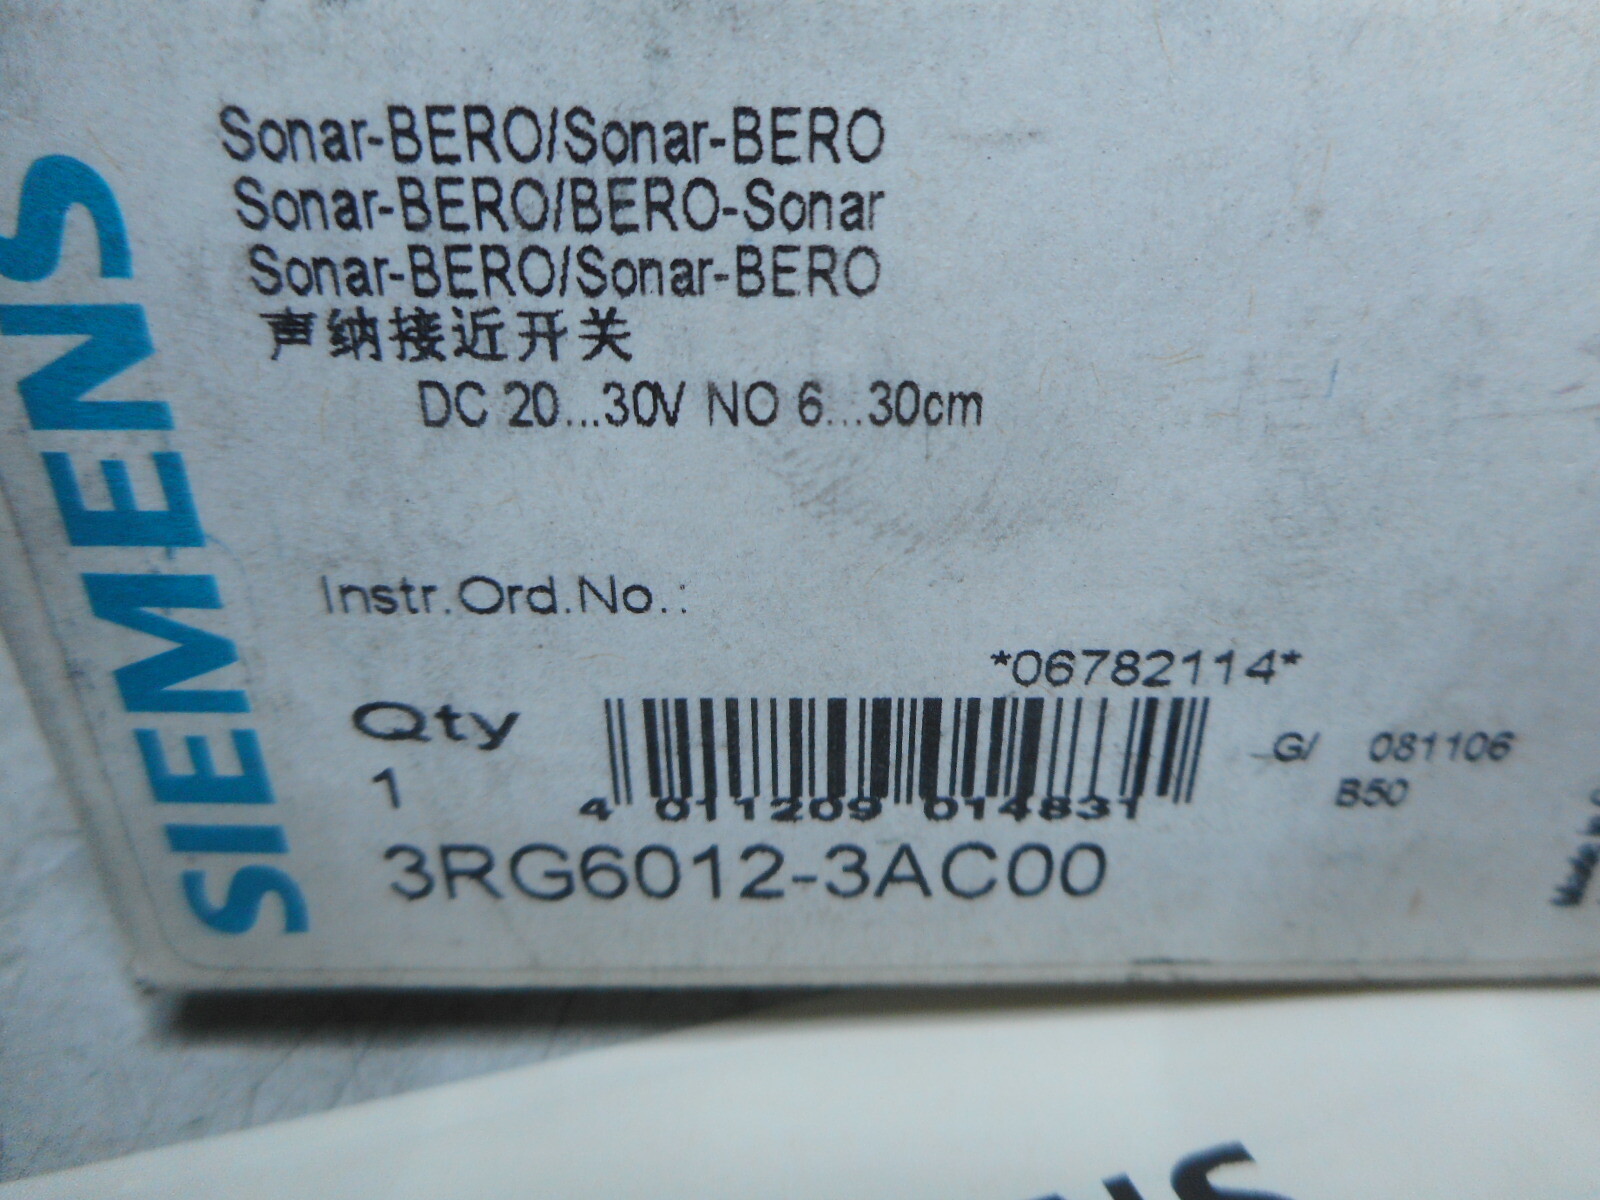 SIEMENS
Sonar-BERO/Sonar-BERO
Sonar-BERO/BERO-Sonar
Sonar-BERO/Sonar-BERO
声纳接近开关
DC 20...30V NO 6...30cm
Instr.Ord.No.:
*06782114*
Qty
1
4 011209 014831
G/ 081106
B50
3RG6012-3AC00
Made in